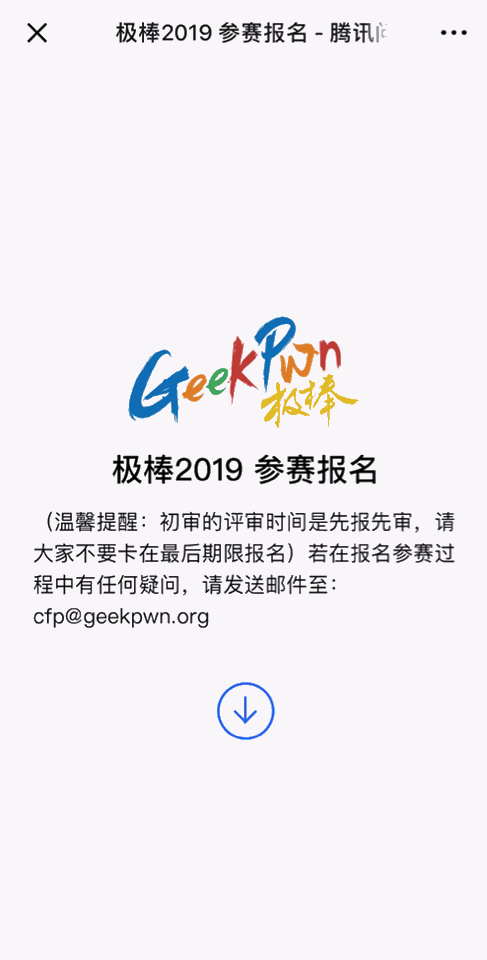 极棒2019 参赛报名 - 腾讯问
GeekPwn
极棒
极棒2019 参赛报名
（温馨提醒：初审的评审时间是先报先审，请
大家不要卡在最后期限报名）若在报名参赛过
程中有任何疑问，请发送邮件至：
cfp@geekpwn.org